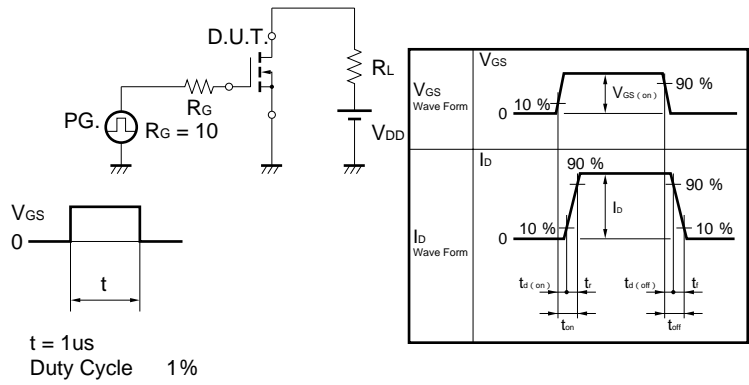 D.U.T.
RL
RG
PG.
RG = 10
VDD
VGS
0
t
t = 1us
Duty Cycle 1%
VGS
Wave Form
VGS
10 %
0
VGS ( on )
90 %
ID
Wave Form
ID
90 %
90 %
ID
0
10 %
10 %
td ( on )
tr
td ( off )
tf
ton
toff